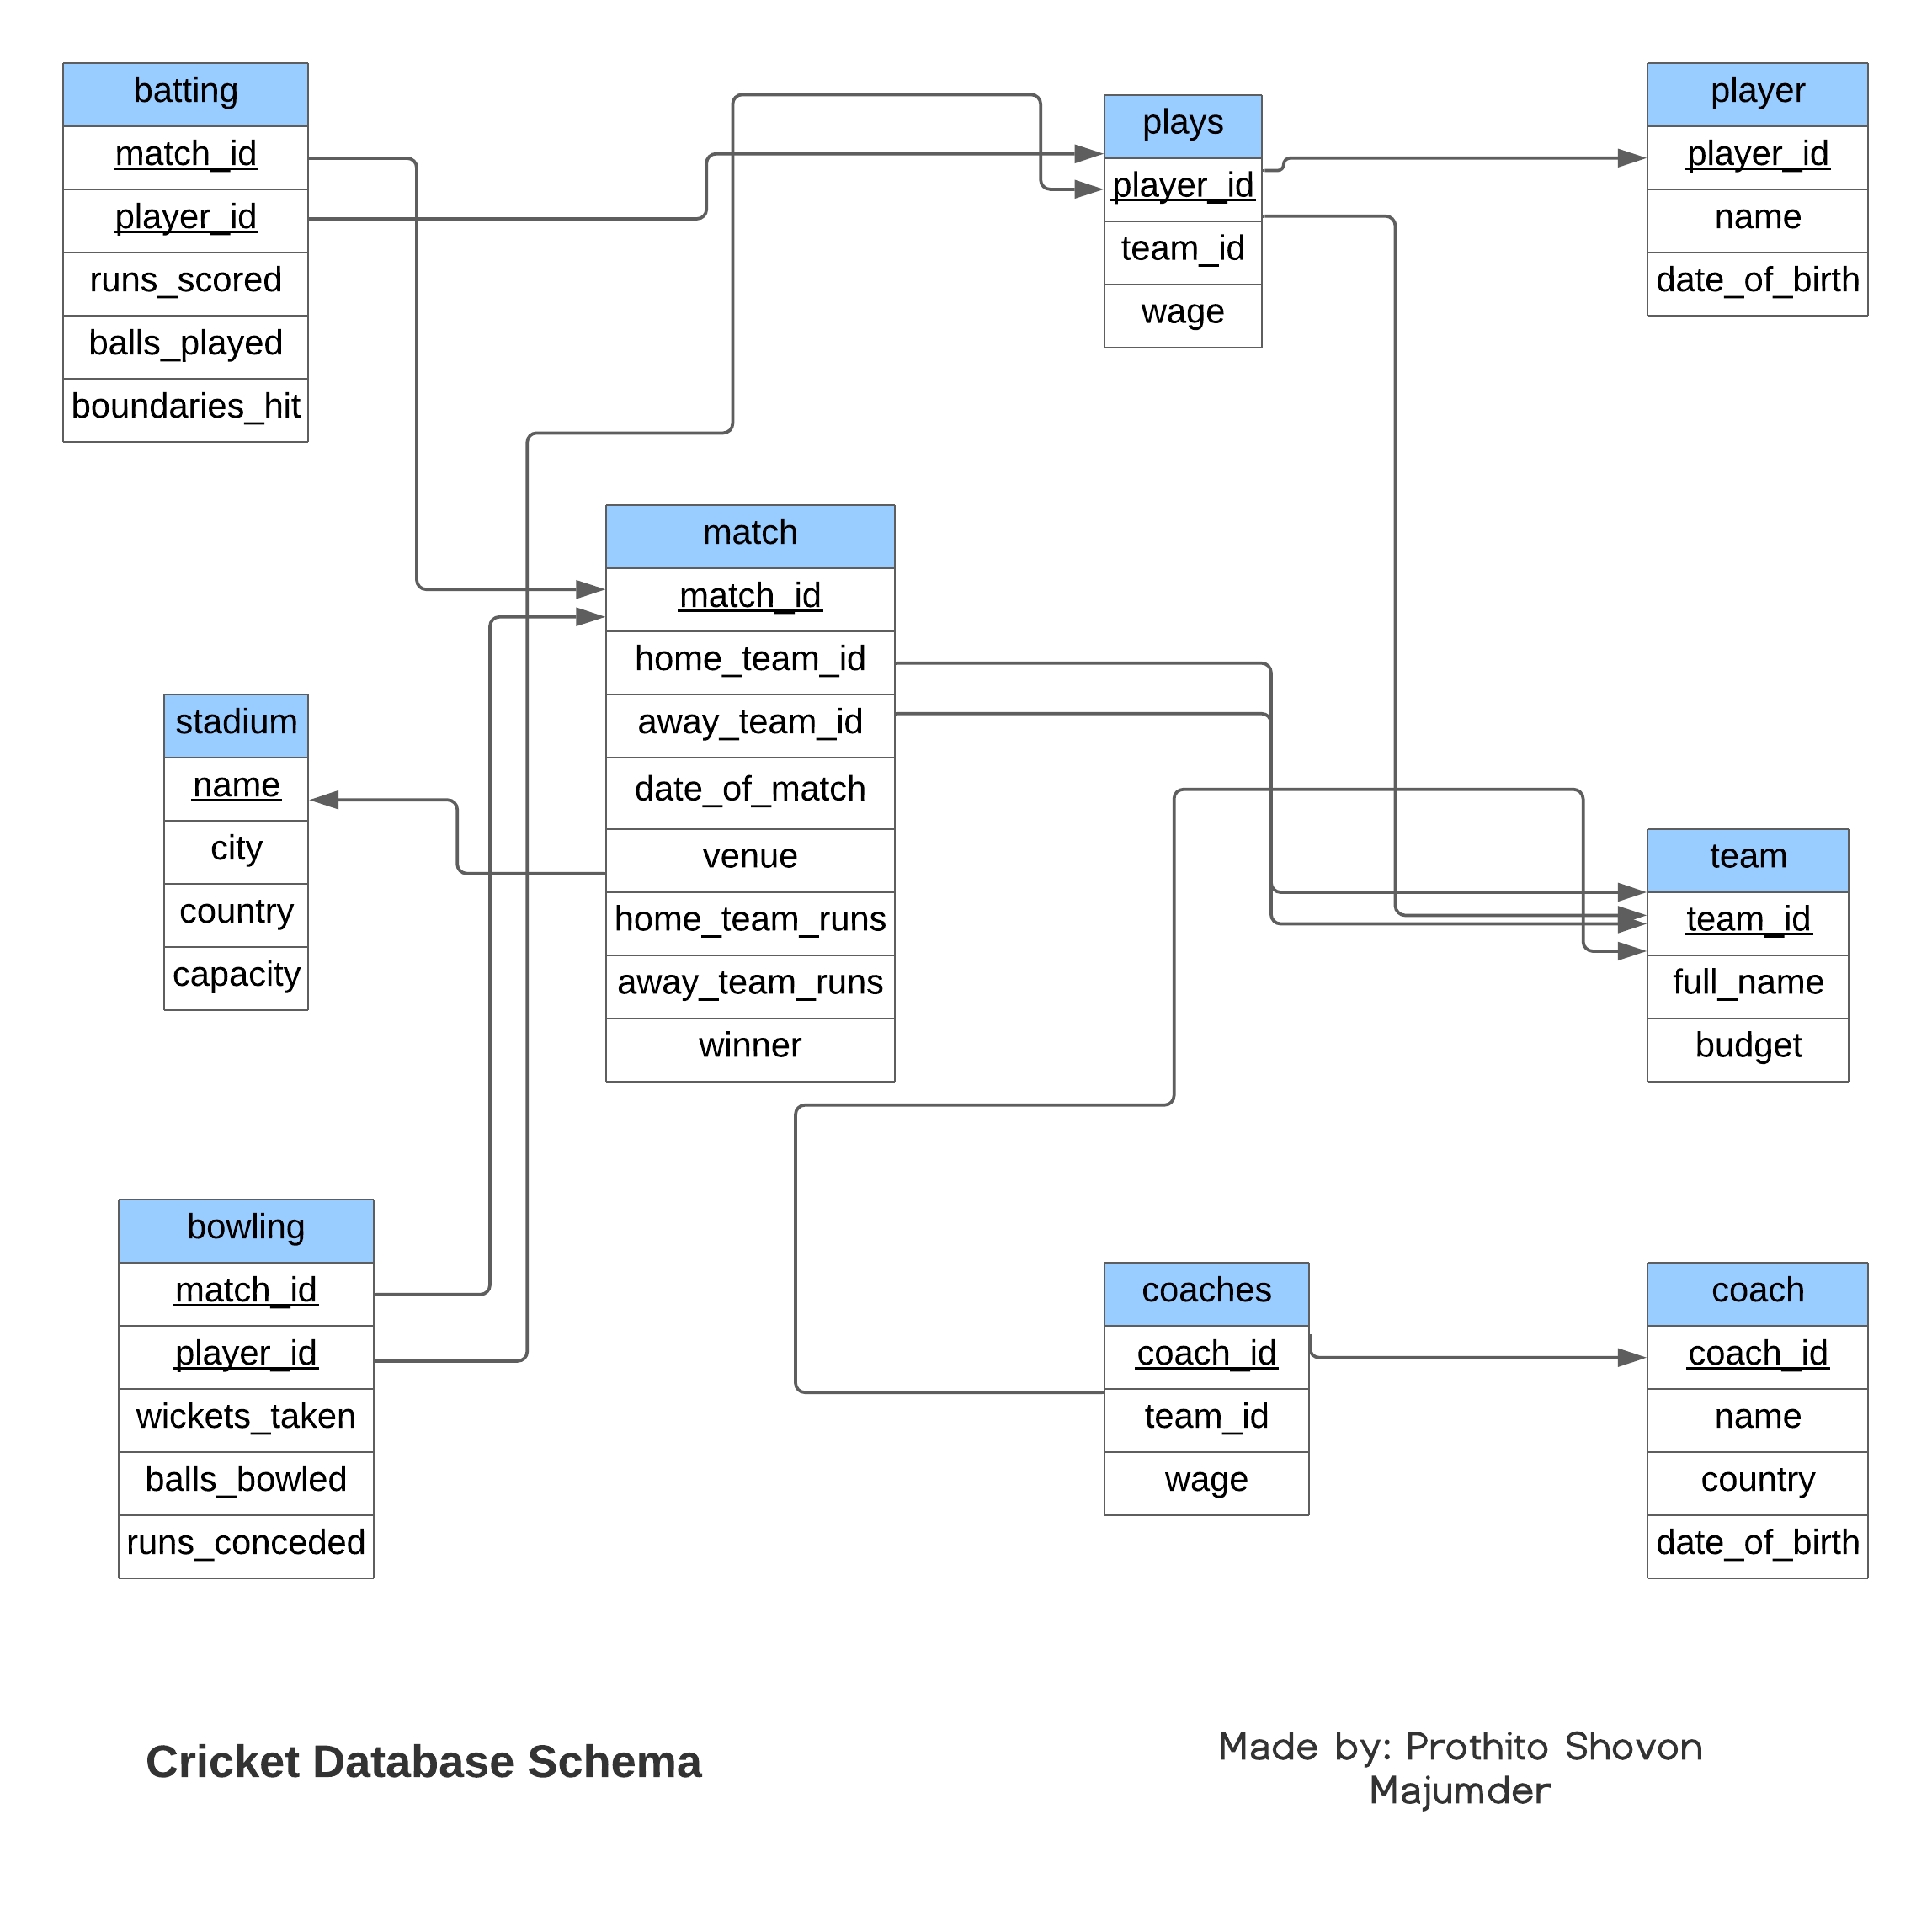 batting
match_id
player_id
runs_scored
balls_played
boundaries_hit
plays
player_id
team_id
wage
player
player_id
name
date_of_birth
match
match_id
home_team_id
away_team_id
date_of_match
venue
home_team_runs
away_team_runs
winner
stadium
name
city
country
capacity
team
team_id
full_name
budget
bowling
match_id
player_id
wickets_taken
balls_bowled
runs_conceded
coaches
coach_id
team_id
wage
coach
coach_id
name
country
date_of_birth
Cricket Database Schema
Made by: Prothito Shovon
Majumder